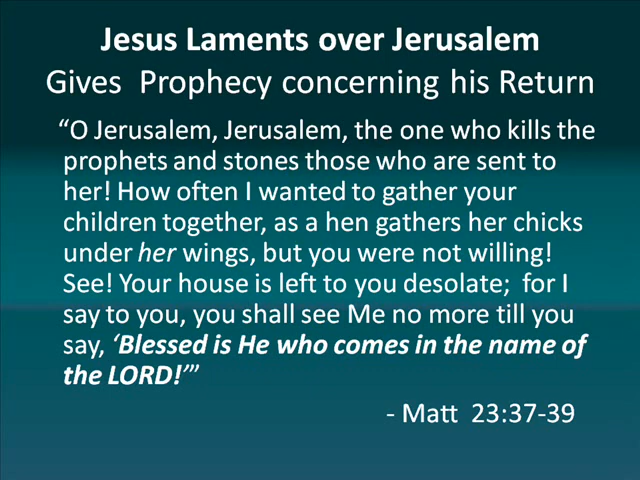 Jesus Laments over Jerusalem
Gives  Prophecy concerning his Return
“O Jerusalem, Jerusalem, the one who kills the
prophets and stones those who are sent to
her! How often I wanted to gather your
children together, as a hen gathers her chicks
under her wings, but you were not willing!
See! Your house is left to you desolate;  for I
say to you, you shall see Me no more till you
say, ‘Blessed is He who comes in the name of
the LORD!’”
- Matt  23:37-39